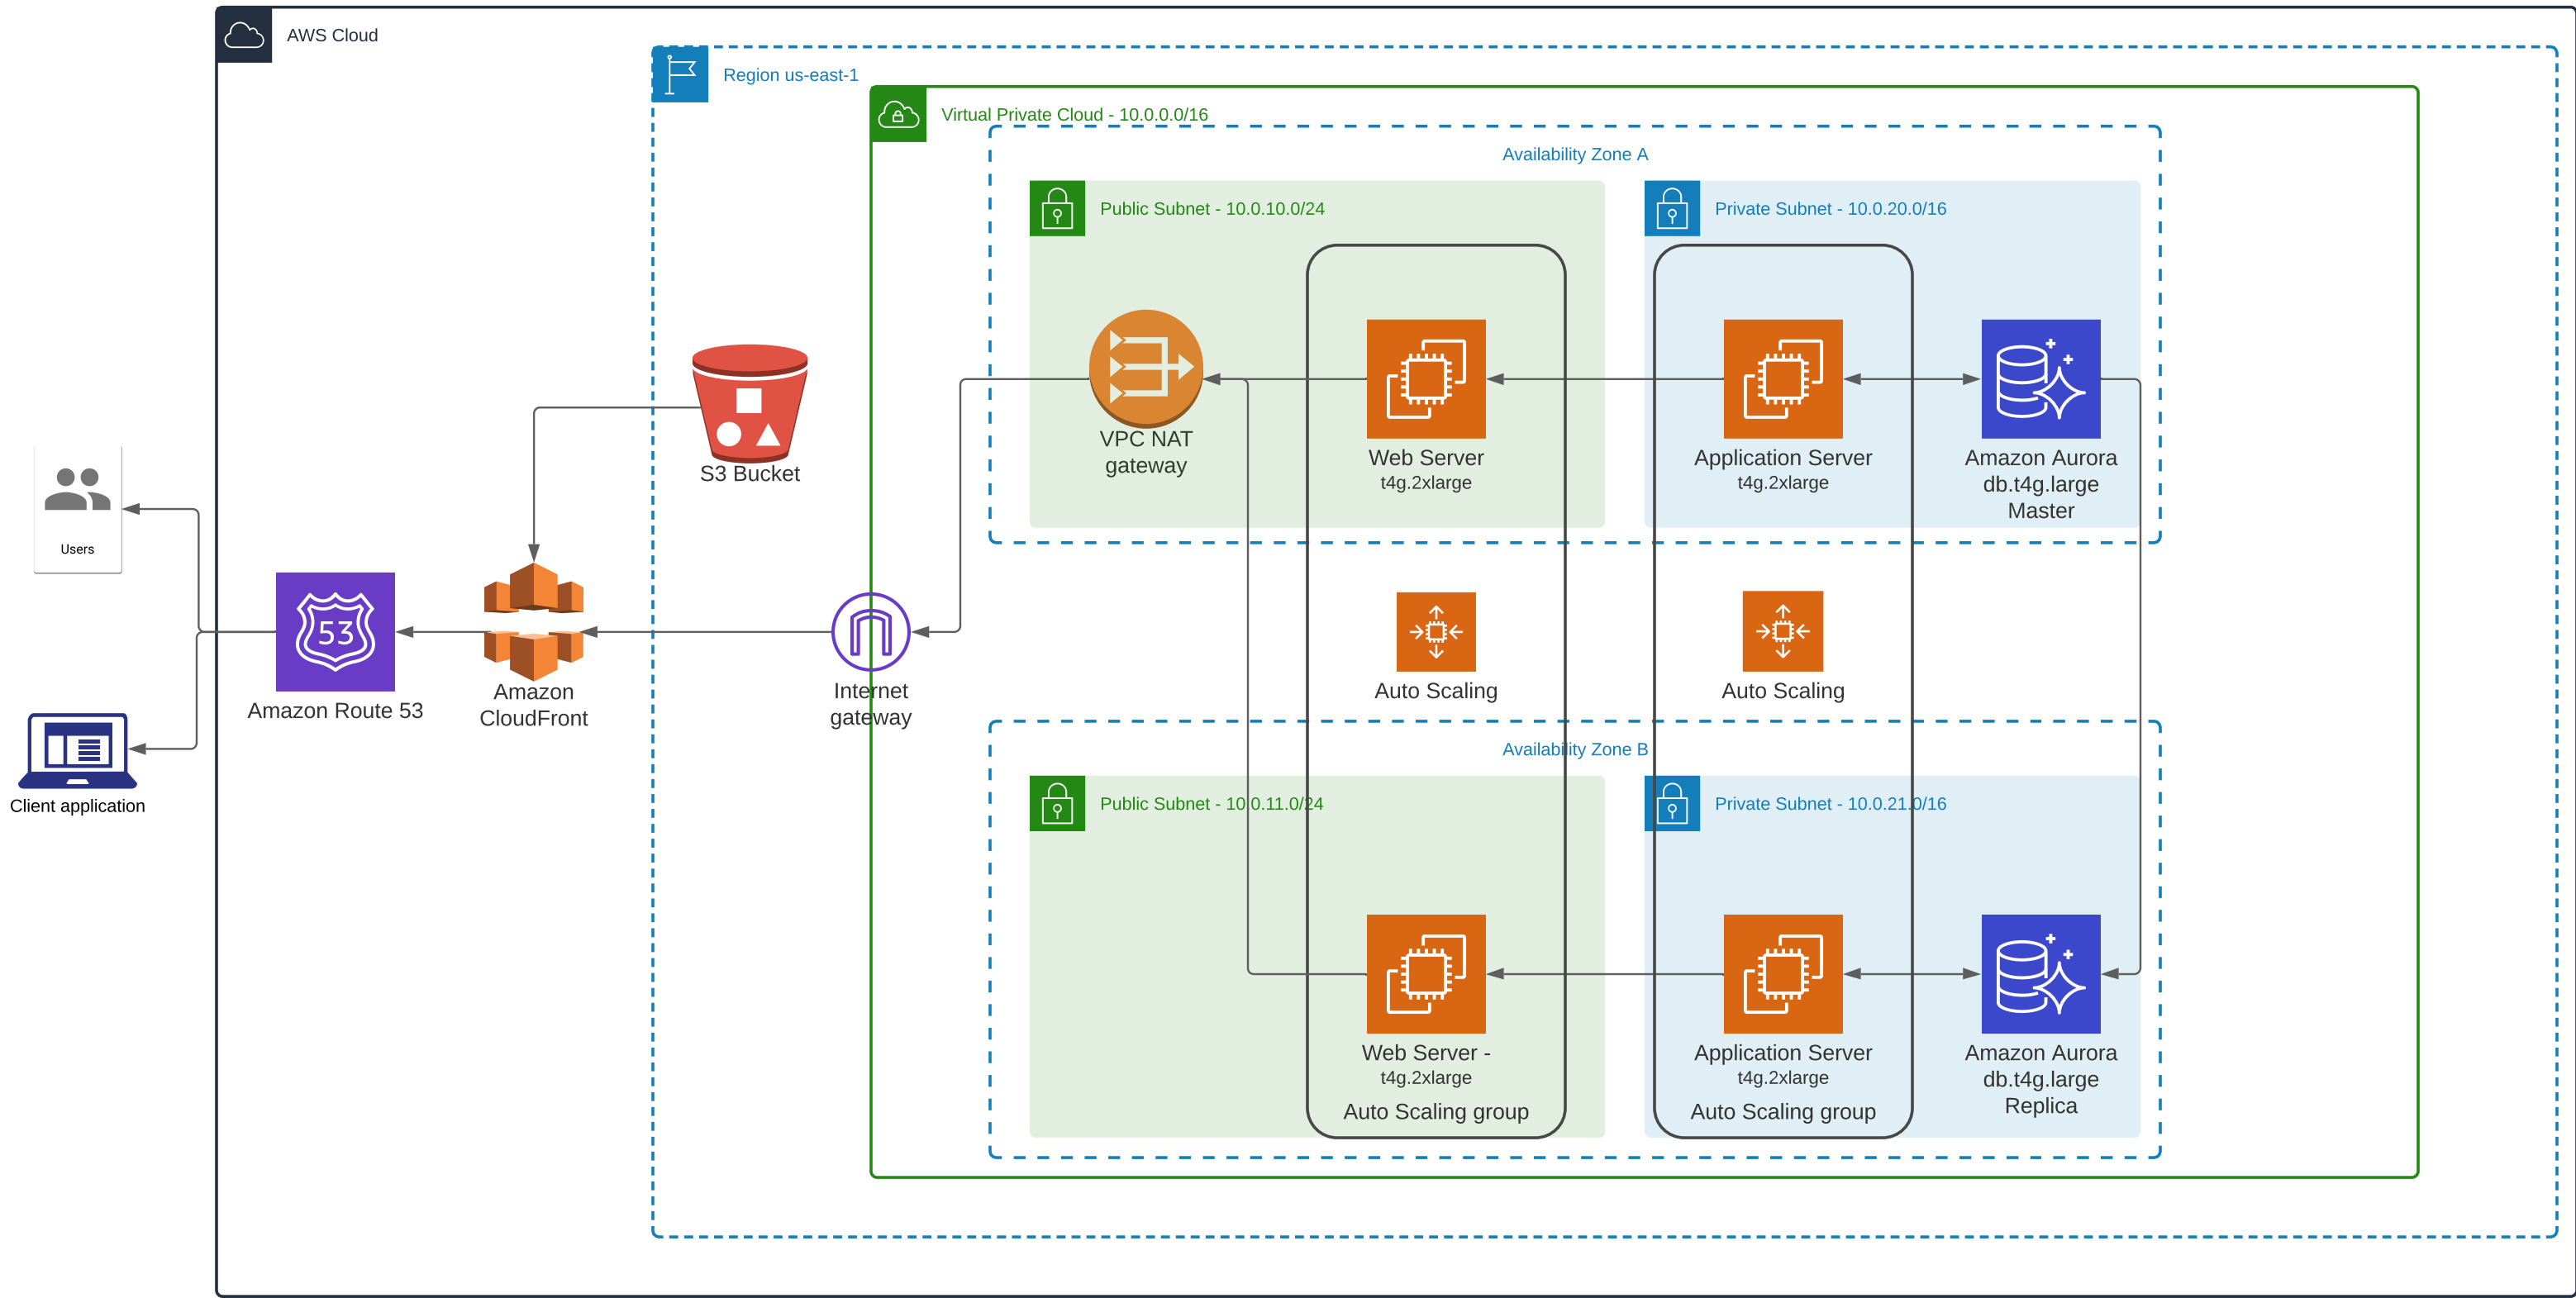 AWS Cloud
Region us-east-1
Virtual Private Cloud - 10.0.0.0/16
Availability Zone A
Public Subnet - 10.0.10.0/24
Private Subnet - 10.0.20.0/16
VPC NAT
gateway
Web Server
t4g.2xlarge
Application Server
t4g.2xlarge
Amazon Aurora
db.t4g.large
Master
S3 Bucket
Users
53
Amazon Route 53
Amazon
CloudFront
Internet
gateway
Auto Scaling
Auto Scaling
Client application
Availability Zone B
Public Subnet - 10.0.11.0/24
Private Subnet - 10.0.21.0/16
Web Server -
t4g.2xlarge
Auto Scaling group
Application Server
t4g.2xlarge
Auto Scaling group
Amazon Aurora
db.t4g.large
Replica